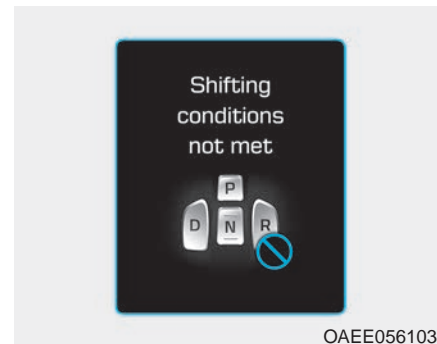 Shifting
conditions
not met
P
D N R
OAEE056103